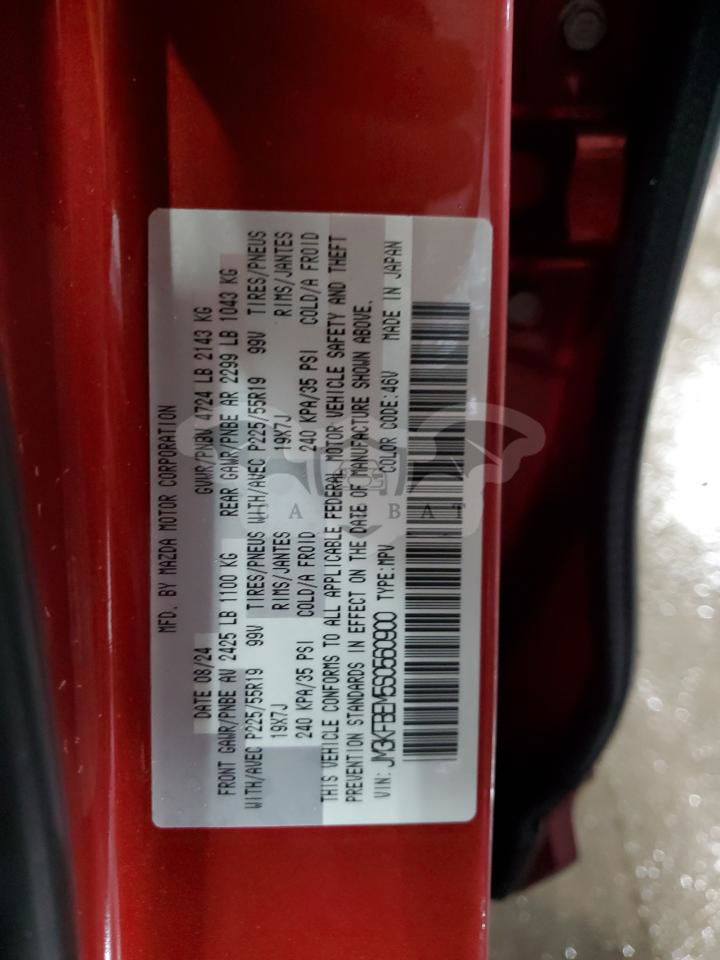 MFD. BY MAZDA MOTOR CORPORATION
DATE 08/24 GVWR/PNBV 4724 LB 2143 KG
FRONT GAWR/PNBE AV 2425 LB 1100 KG REAR GAWR/PNBE AR 2299 LB 1043 KG
WITH/AVEC P225/55R19 99V TIRES/PNEUS WITH/AVEC P225/55R19 99V TIRES/PNEUS
19X7J RIMS/JANTES 19X7J RIMS/JANTES
240 KPA/35 PSI COLD/A FROID 240 KPA/35 PSI COLD/A FROID
THIS VEHICLE CONFORMS TO ALL APPLICABLE FEDERAL MOTOR VEHICLE SAFETY AND THEFT
PREVENTION STANDARDS IN EFFECT ON THE DATE OF MANUFACTURE SHOWN ABOVE.
VIN: JM3KFBEM5S0560900 TYPE:MPV COLOR CODE:46V MADE IN JAPAN